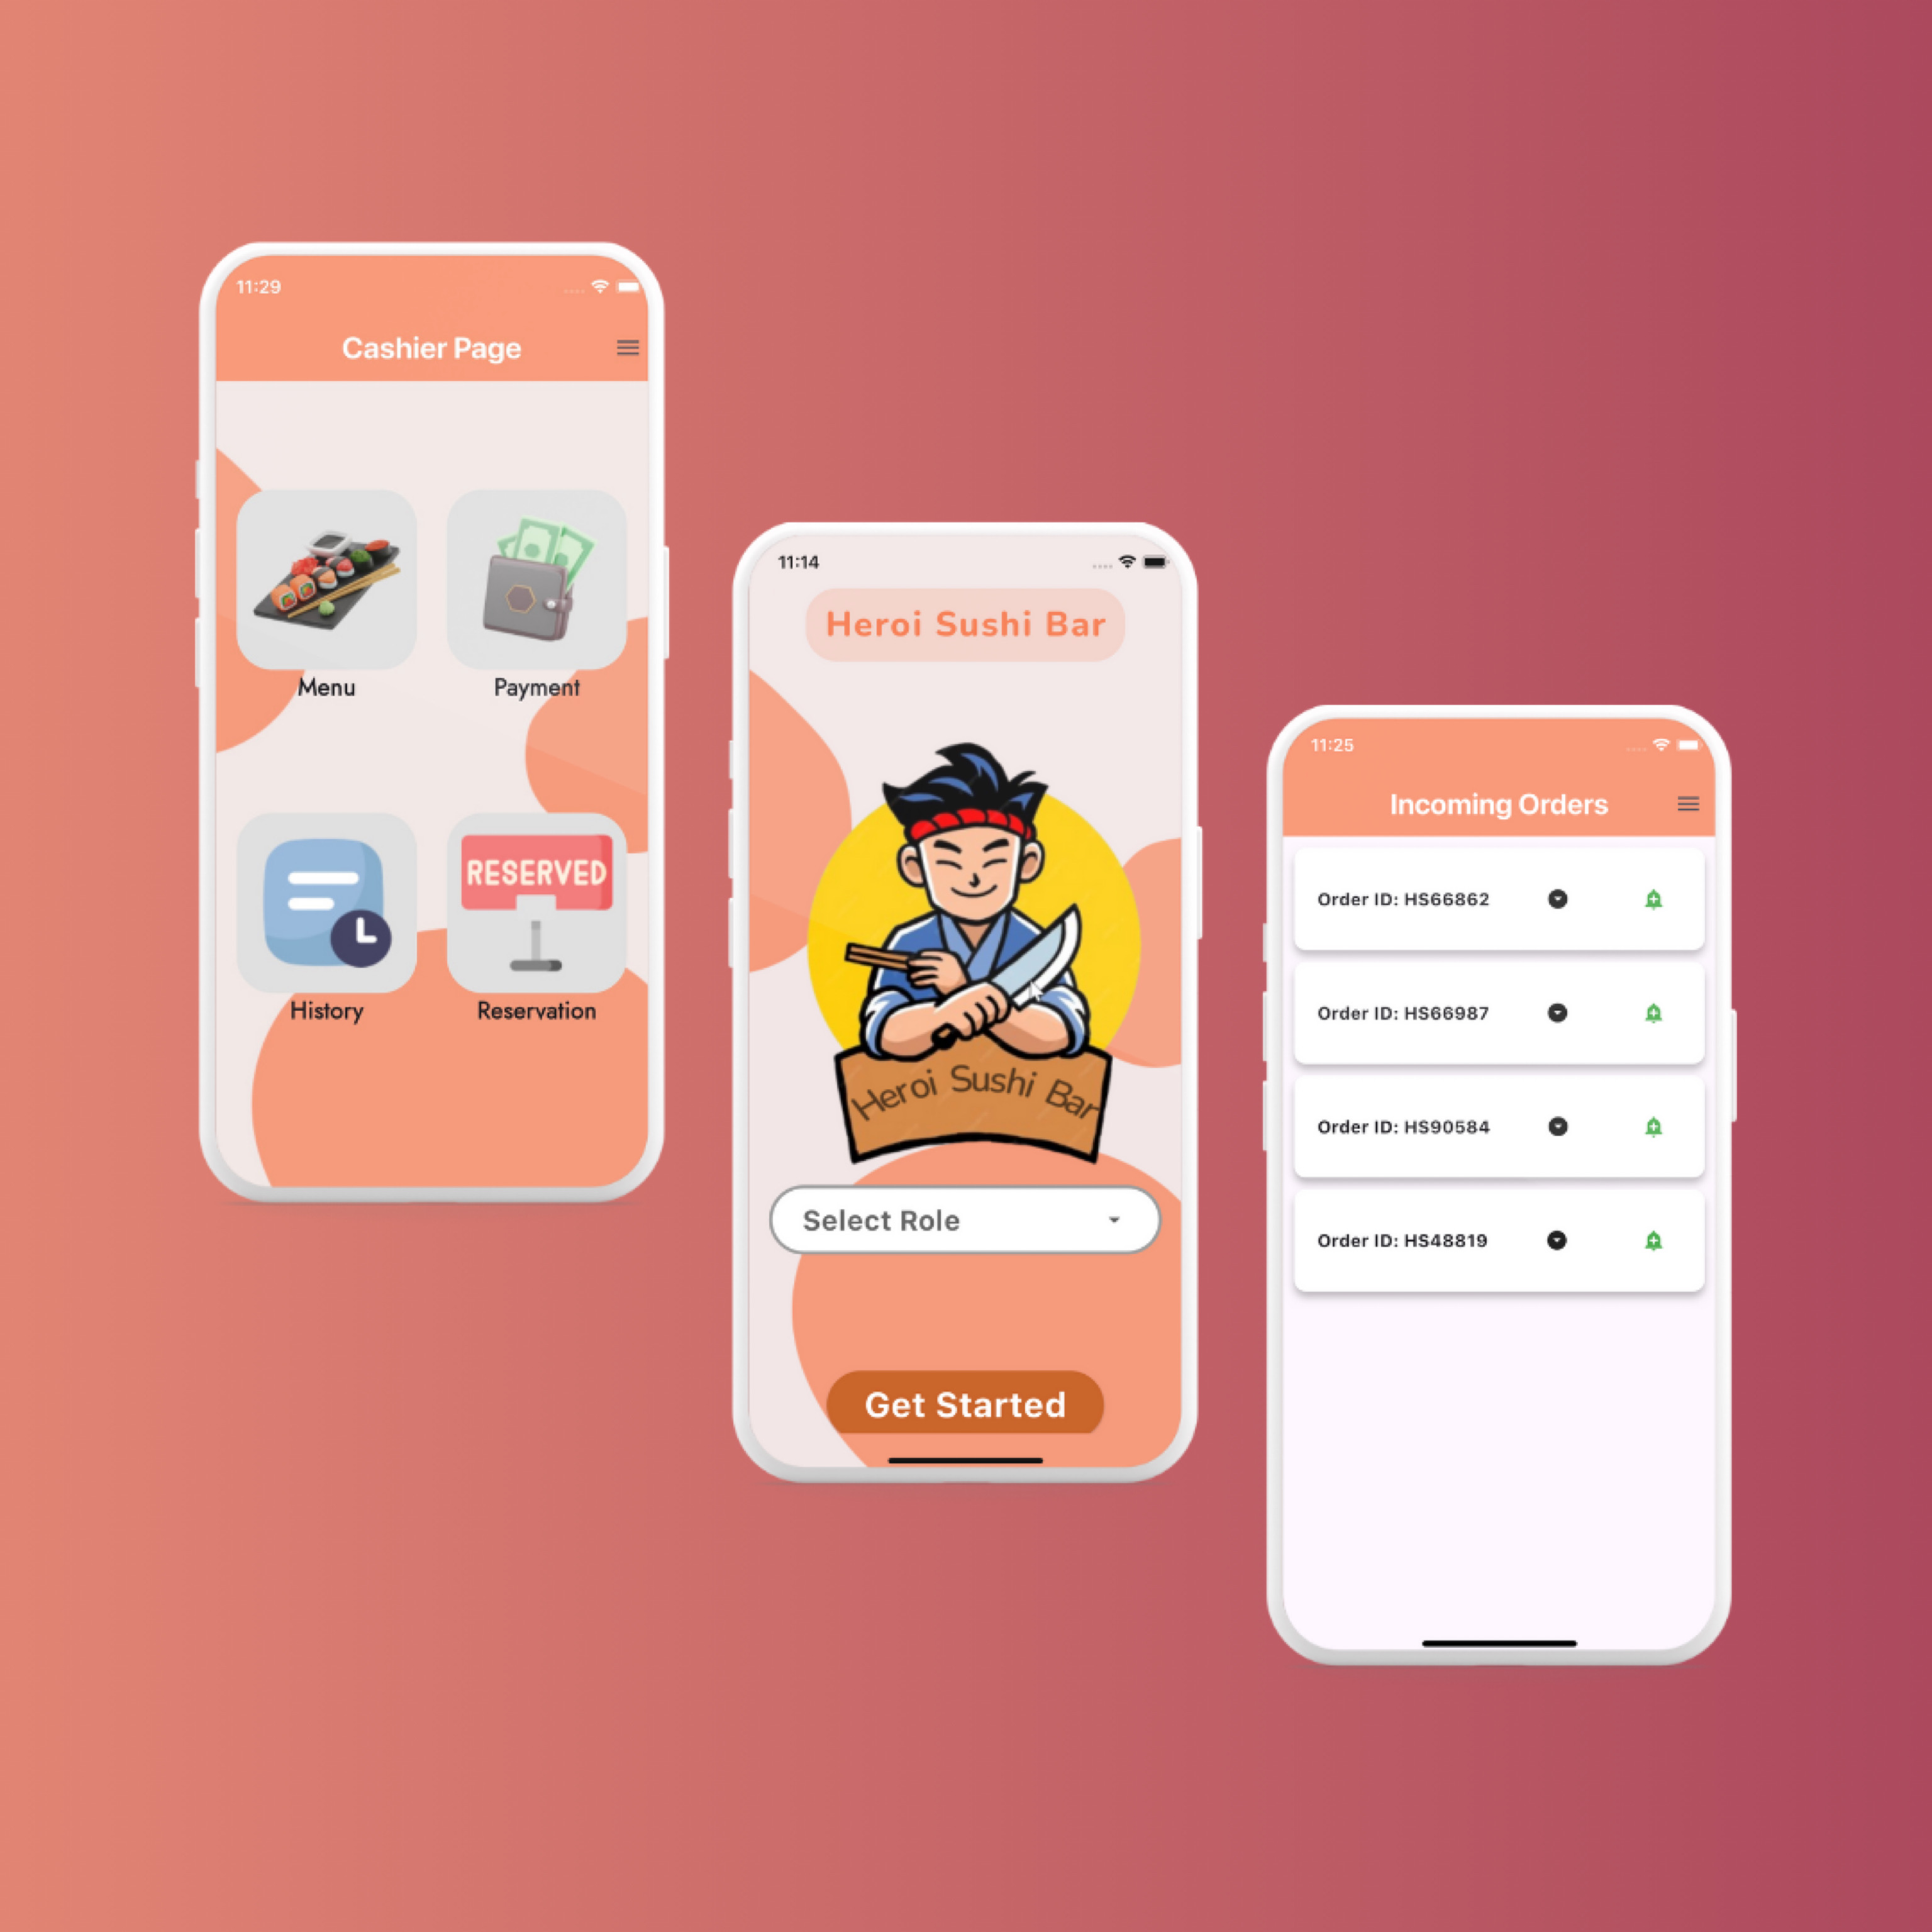 11:29
Cashier Page
Menu
Payment
RESERVED
History
Reservation
11:14
Heroi Sushi Bar
Heroi Sushi Bar
Select Role
Get Started
11:25
Incoming Orders
Order ID: HS66862
Order ID: HS66987
Order ID: HS90584
Order ID: HS48819